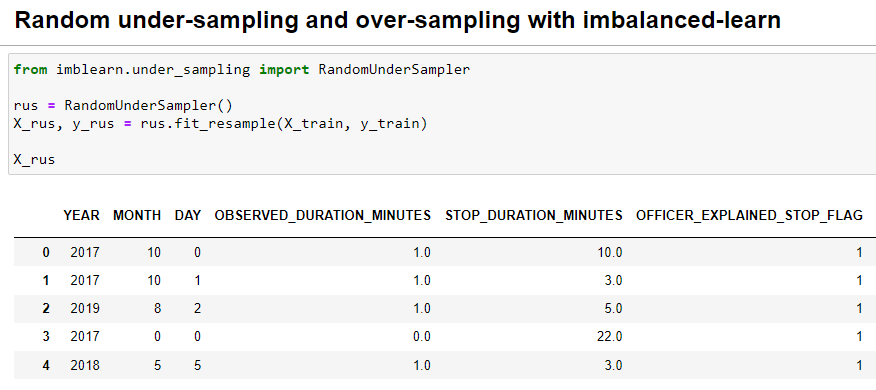 Random under-sampling and over-sampling with imbalanced-learn
from imblearn.under_sampling import RandomUnderSampler
rus = RandomUnderSampler()
X_rus, y_rus = rus.fit_resample(X_train, y_train)
X_rus
YEAR MONTH DAY OBSERVED_DURATION_MINUTES STOP_DURATION_MINUTES OFFICER_EXPLAINED_STOP_FLAG
0 2017 10 0 1.0 10.0 1
1 2017 10 1 1.0 3.0 1
2 2019 8 2 1.0 5.0 1
3 2017 0 0 0.0 22.0 1
4 2018 5 5 1.0 3.0 1